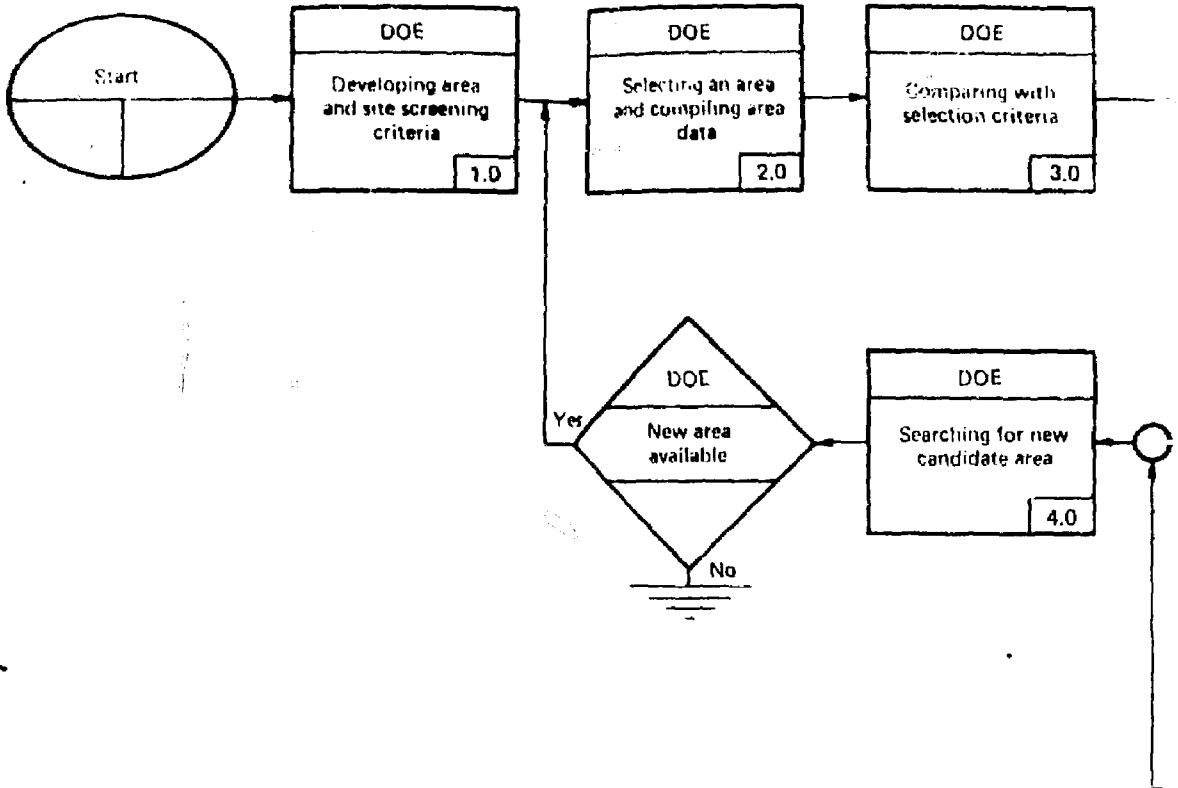 Start
DOE
Developing area
and site screening
criteria
1.0
DOE
Selecting an area
and compiling area
data
2.0
DOE
Comparing with
selection criteria
3.0
DOE
New area
available
Yes
No
DOE
Searching for new
candidate area
4.0